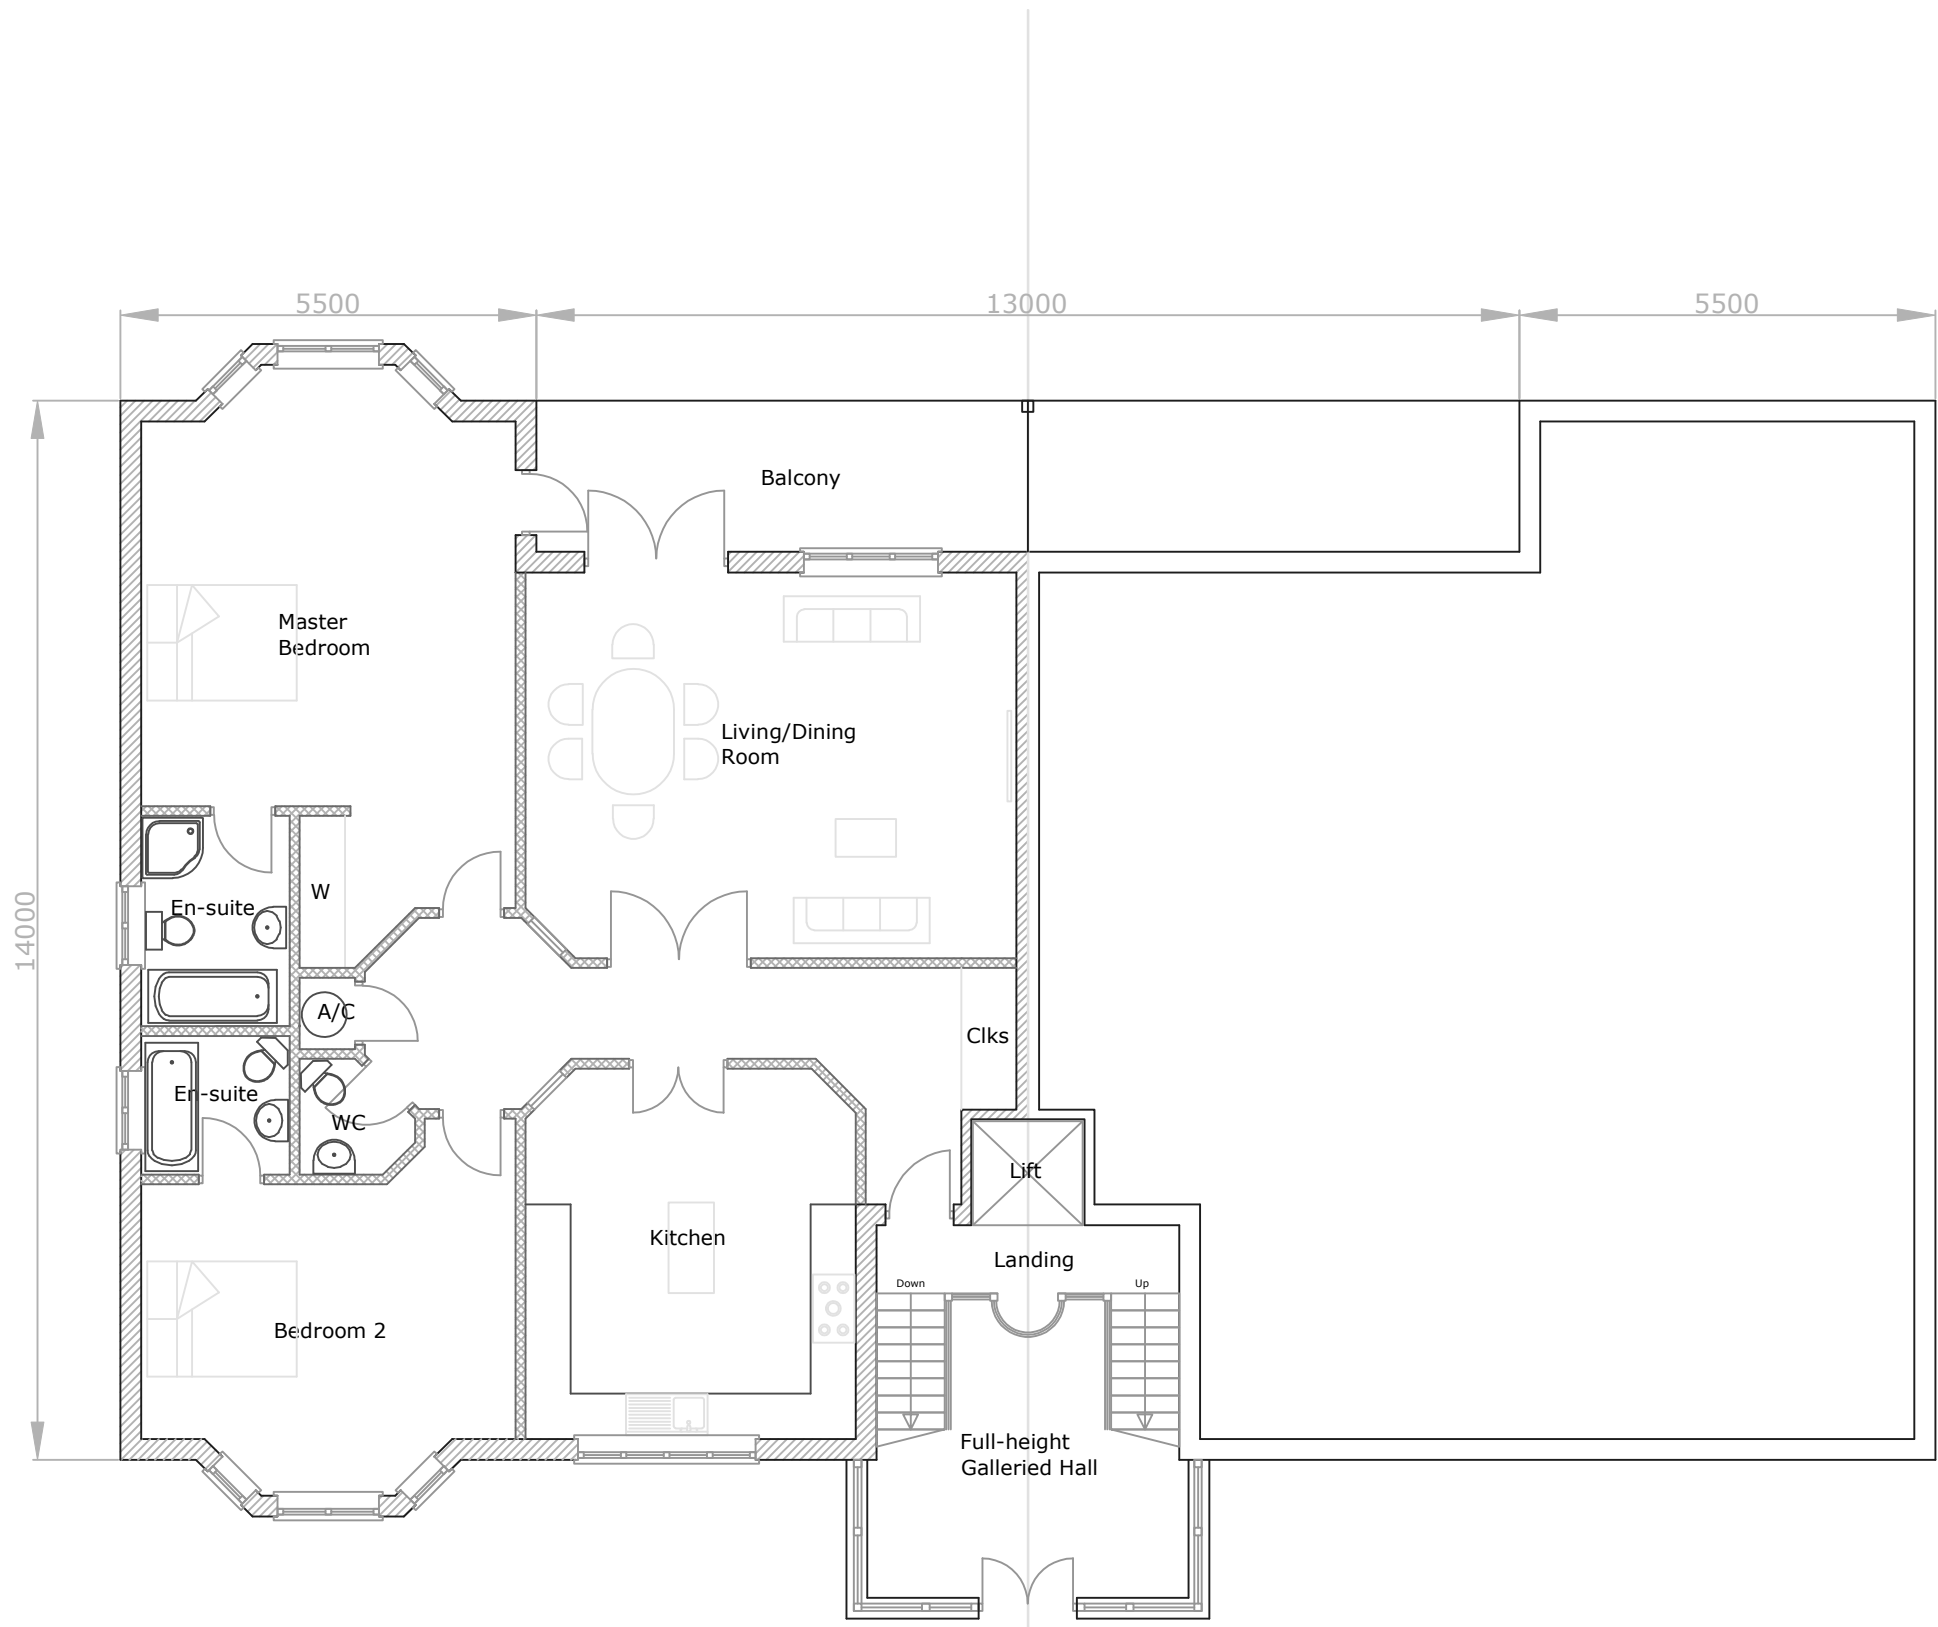 5500
13000
5500
14000
Balcony
Master
Bedroom
Living/Dining
Room
W
En-suite
A/C
Clks
En-suite
WC
Lift
Kitchen
Landing
Down
Up
Bedroom 2
Full-height
Galleried Hall